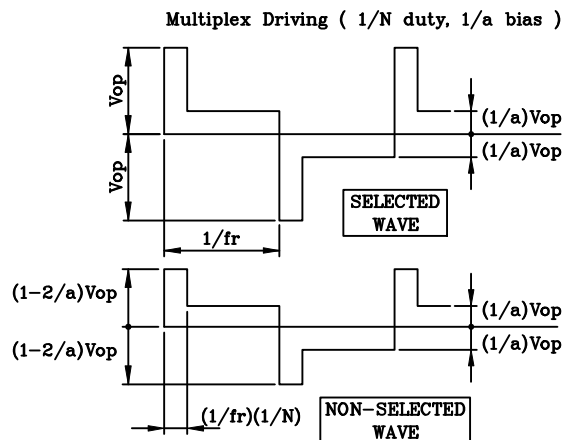 Multiplex Driving ( 1/N duty, 1/a bias )
Vop
(1/a)Vop
(1/a)Vop
Vop
SELECTED
WAVE
1/fr
(1-2/a)Vop
(1/a)Vop
(1-2/a)Vop
(1/a)Vop
(1/fr)(1/N)
NON-SELECTED
WAVE